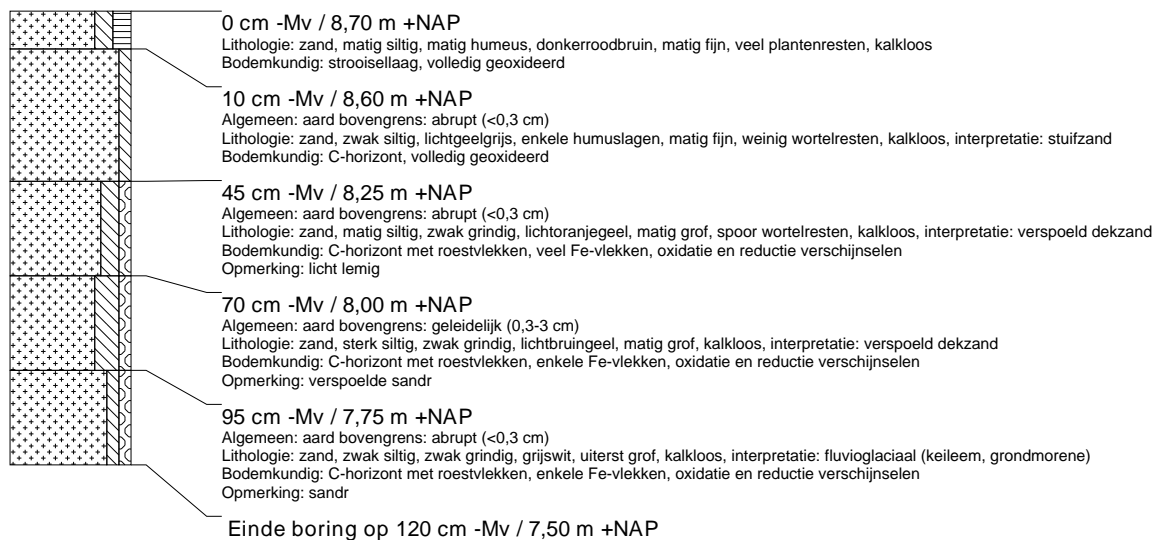 0 cm -Mv / 8,70 m +NAP
Lithologie: zand, matig siltig, matig humeus, donkerroodbruin, matig fijn, veel plantenresten, kalkloos
Bodemkundig: strooisellaag, volledig geoxideerd
10 cm -Mv / 8,60 m +NAP
Algemeen: aard bovengrens: abrupt (<0,3 cm)
Lithologie: zand, zwak siltig, lichtgeelgrijs, enkele humuslagen, matig fijn, weinig wortelresten, kalkloos, interpretatie: stuifzand
Bodemkundig: C-horizont, volledig geoxideerd
45 cm -Mv / 8,25 m +NAP
Algemeen: aard bovengrens: abrupt (<0,3 cm)
Lithologie: zand, matig siltig, zwak grindig, lichtoranjegeel, matig grof, spoor wortelresten, kalkloos, interpretatie: verspoeld dekzand
Bodemkundig: C-horizont met roestvlekken, veel Fe-vlekken, oxidatie en reductie verschijnselen
Opmerking: licht lemig
70 cm -Mv / 8,00 m +NAP
Algemeen: aard bovengrens: geleidelijk (0,3-3 cm)
Lithologie: zand, sterk siltig, zwak grindig, lichtbruingeel, matig grof, kalkloos, interpretatie: verspoeld dekzand
Bodemkundig: C-horizont met roestvlekken, enkele Fe-vlekken, oxidatie en reductie verschijnselen
Opmerking: verspoelde sandr
95 cm -Mv / 7,75 m +NAP
Algemeen: aard bovengrens: abrupt (<0,3 cm)
Lithologie: zand, zwak siltig, zwak grindig, grijswit, uiterst grof, kalkloos, interpretatie: fluvioglaciaal (keileem, grondmorene)
Bodemkundig: C-horizont met roestvlekken, enkele Fe-vlekken, oxidatie en reductie verschijnselen
Opmerking: sandr
Einde boring op 120 cm -Mv / 7,50 m +NAP